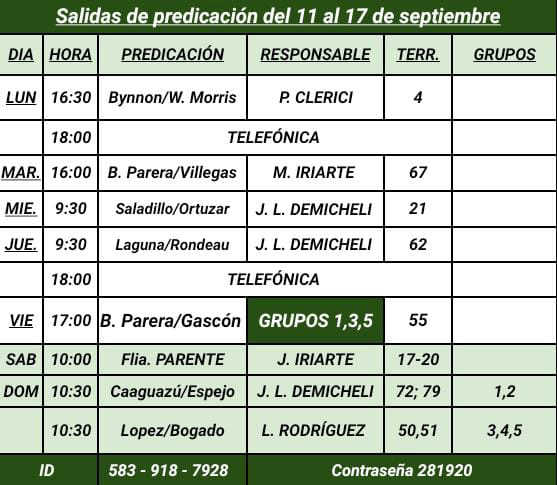 Salidas de predicación del 11 al 17 de septiembre
DIA HORA PREDICACIÓN RESPONSABLE TERR. GRUPOS
LUN 16:30 Bynnon/W. Morris P. CLERICI 4
18:00 TELEFÓNICA
MAR. 16:00 B. Parera/Villegas M. IRIARTE 67
MIE. 9:30 Saladillo/Ortuzar J. L. DEMICHELI 21
JUE. 9:30 Laguna/Rondeau J. L. DEMICHELI 62
18:00 TELEFÓNICA
VIE 17:00 B. Parera/Gascón GRUPOS 1,3,5 55
SAB 10:00 Flia. PARENTE J. IRIARTE 17-20
DOM 10:30 Caaguazú/Espejo J. L. DEMICHELI 72; 79 1,2
10:30 Lopez/Bogado L. RODRÍGUEZ 50,51 3,4,5
ID 583 - 918 - 7928 Contraseña 281920